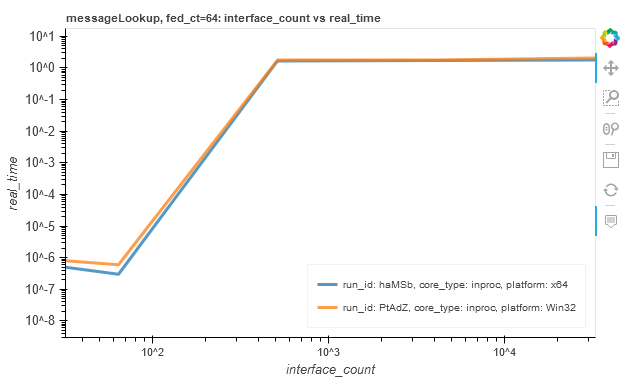 messageLookup, fed_ct=64: interface_count vs real_time
10^1
10^0
10^-1
10^-2
10^-3
10^-4
10^-5
10^-6
10^-7
10^-8
real_time
run_id: haMSb, core_type: inproc, platform: x64
run_id: PtAdZ, core_type: inproc, platform: Win32
10^2
10^3
10^4
interface_count